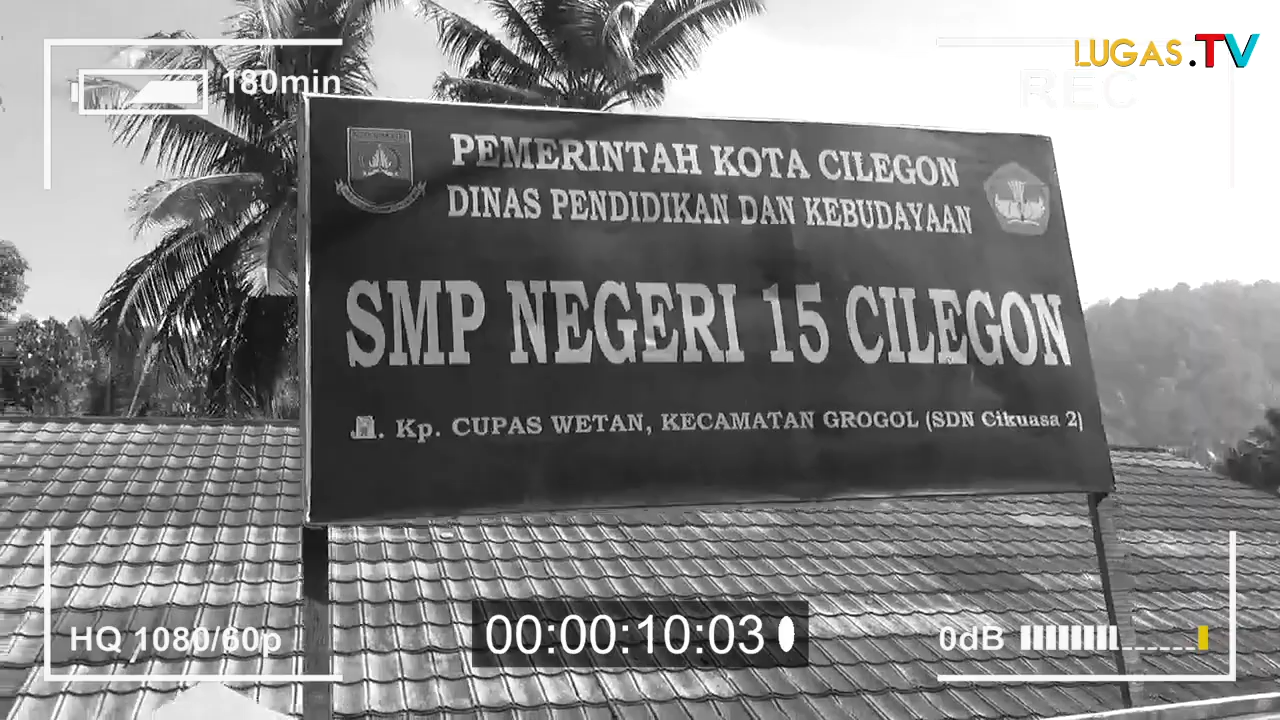 LUGAS.TV
180min
REC
PEMERINTAH KOTA CILEGON
DINAS PENDIDIKAN DAN KEBUDAYAAN
SMP NEGERI 15 CILEGON
Kp. CUPAS WETAN, KECAMATAN GROGOL (SDN Cikuasa 2)
HQ 1080/60p
00:00:10:03
0dB